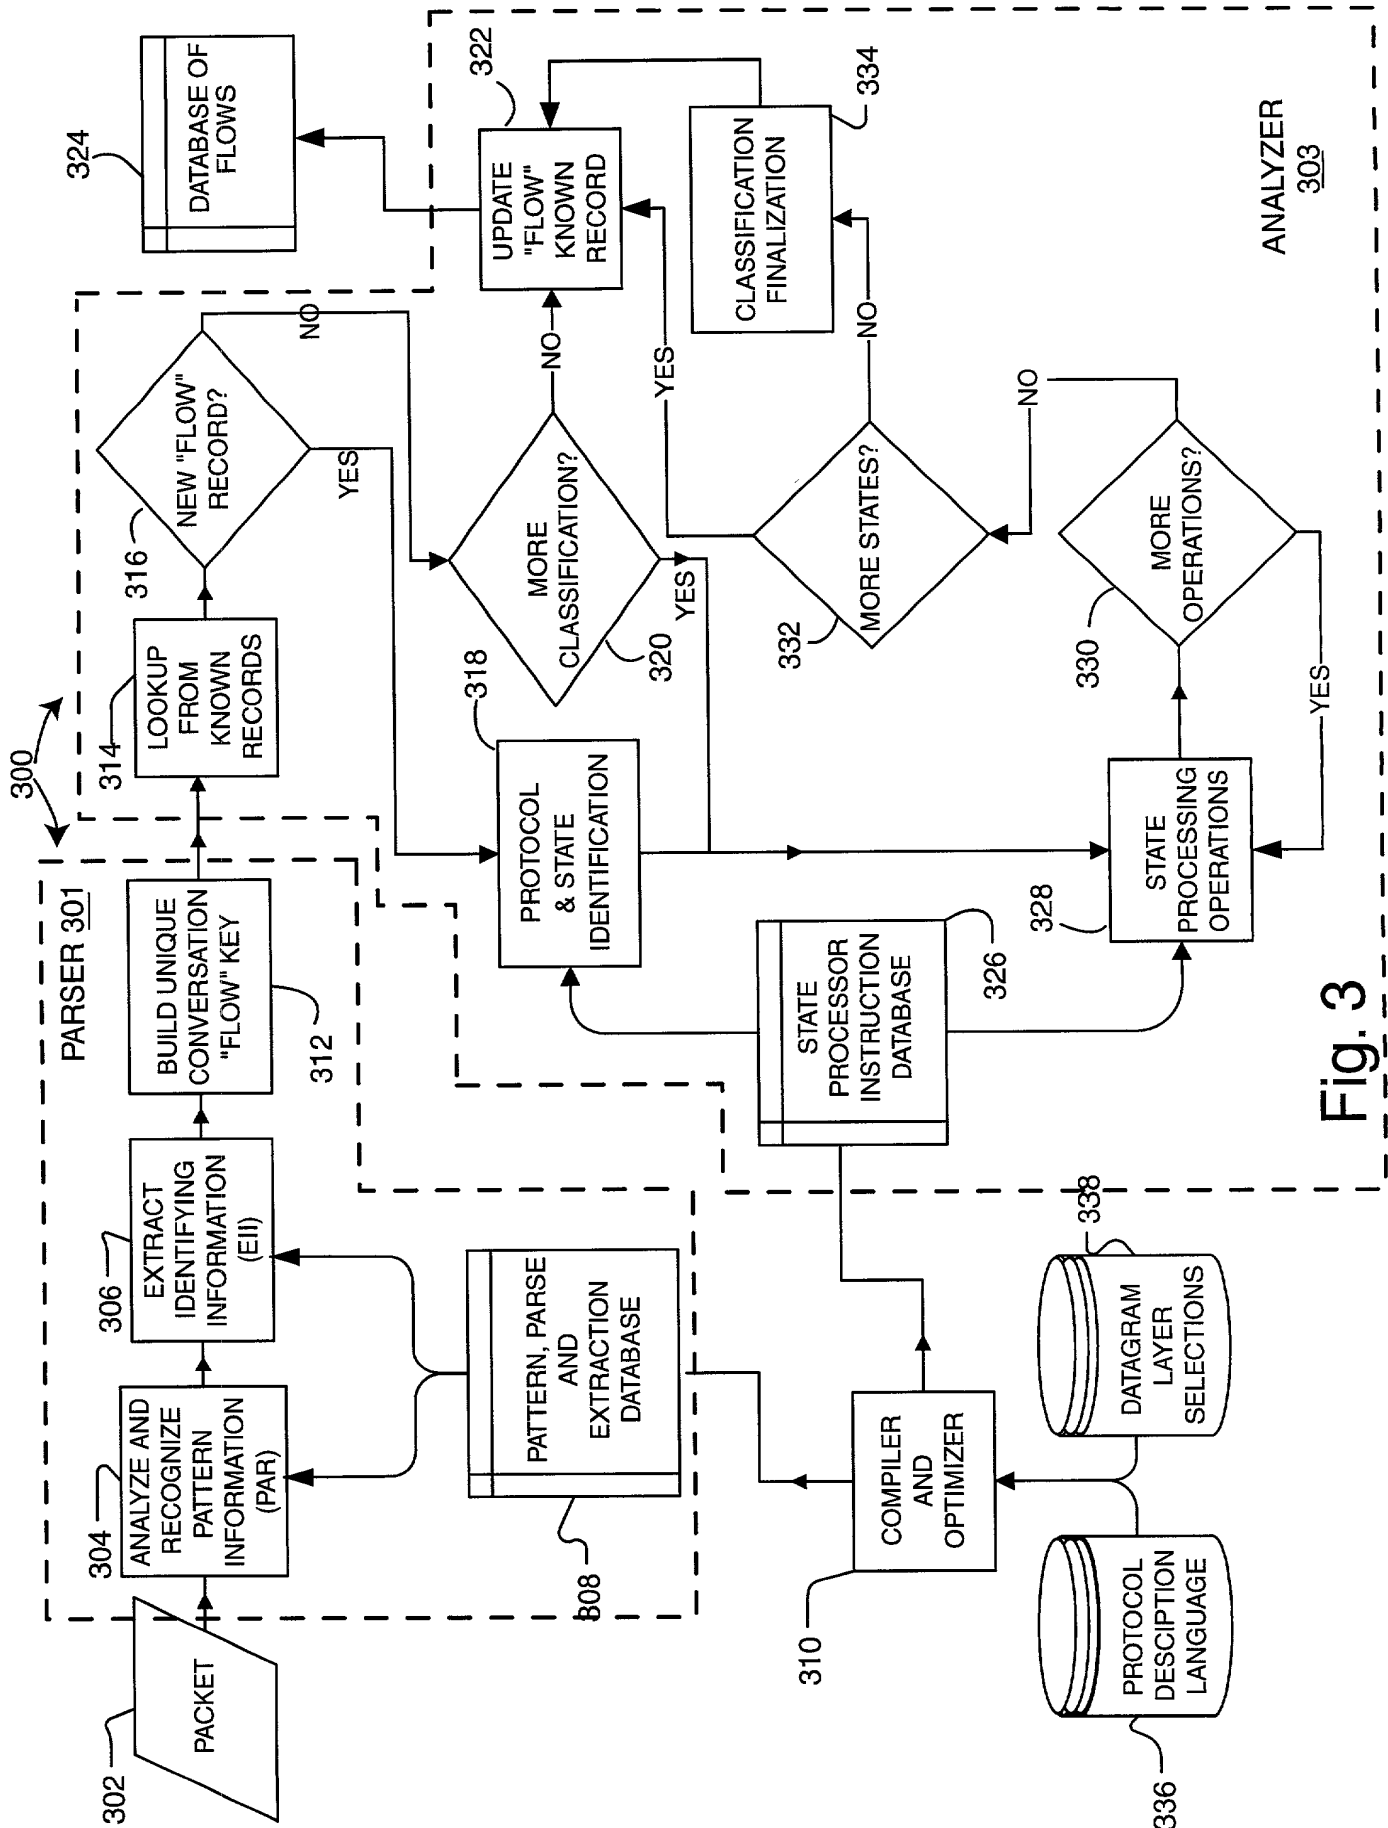 300
PARSER 301
302
PACKET
304
ANALYZE AND
RECOGNIZE
PATTERN
INFORMATION
(PAR)
306
EXTRACT
IDENTIFYING
INFORMATION
(EII)
BUILD UNIQUE
CONVERSATION
"FLOW" KEY
312
314
LOOKUP
FROM
KNOWN
RECORDS
316
NEW "FLOW"
RECORD?
NO
YES
324
DATABASE OF
FLOWS
PATTERN, PARSE
AND
EXTRACTION
DATABASE
308
318
PROTOCOL
& STATE
IDENTIFICATION
MORE
CLASSIFICATION?
320
YES
NO
322
UPDATE
"FLOW"
KNOWN
RECORD
YES
STATE
PROCESSOR
INSTRUCTION
DATABASE
326
332
MORE STATES?
NO
CLASSIFICATION
FINALIZATION
334
310
COMPILER
AND
OPTIMIZER
328
STATE
PROCESSING
OPERATIONS
330
MORE
OPERATIONS?
NO
YES
PROTOCOL
DESCIPTION
LANGUAGE
336
DATAGRAM
LAYER
SELECTIONS
338
ANALYZER
303
Fig. 3